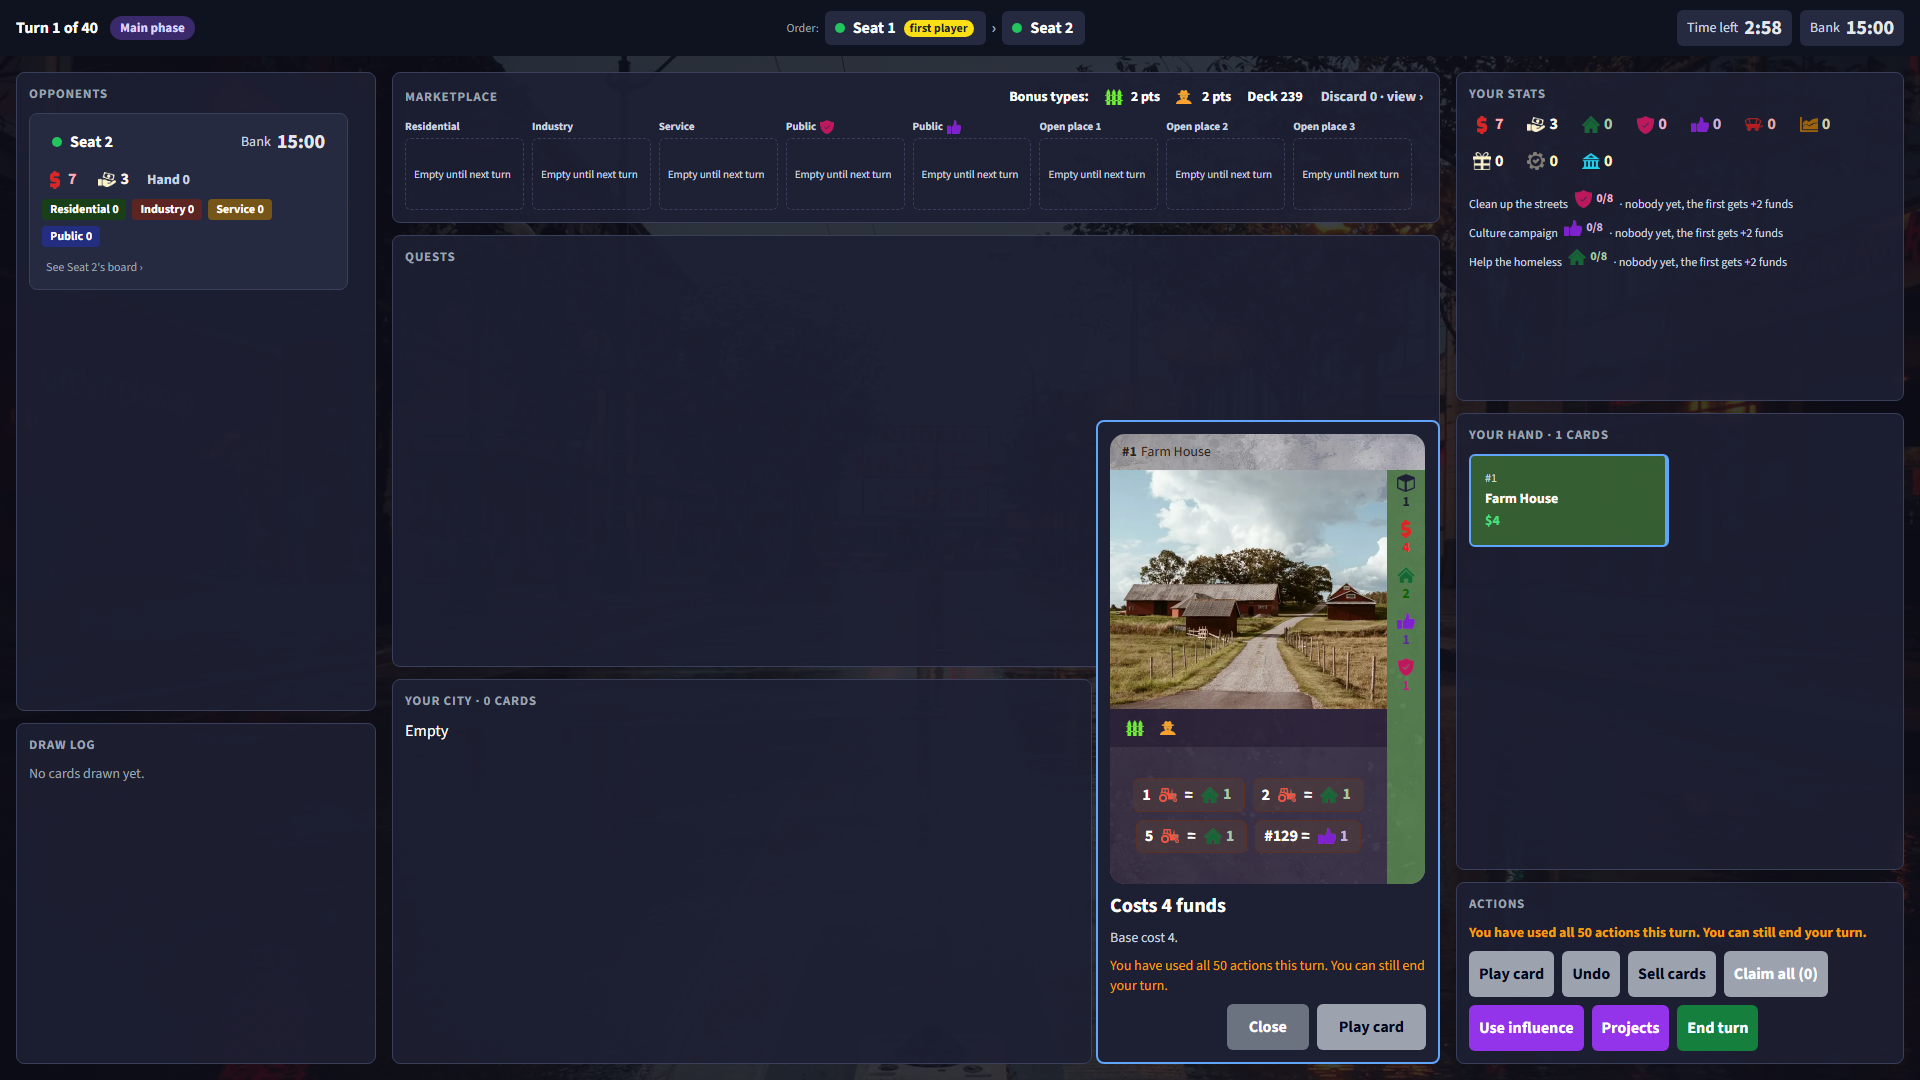 Turn 1 of 40 Main phase
Order: Seat 1 first player › Seat 2
Time left 2:58 Bank 15:00
OPPONENTS
Seat 2 Bank 15:00
7 3 Hand 0
Residential 0 Industry 0 Service 0
Public 0
See Seat 2's board ›
DRAW LOG
No cards drawn yet.
MARKETPLACE
Bonus types: 2 pts 2 pts Deck 239 Discard 0 · view ›
Residential Industry Service Public Public Open place 1 Open place 2 Open place 3
Empty until next turn Empty until next turn Empty until next turn Empty until next turn Empty until next turn Empty until next turn Empty until next turn Empty until next turn
QUESTS
YOUR CITY · 0 CARDS
Empty
#1 Farm House
1
4
2
1
1
1 = 1 2 = 1
5 = 1 #129 = 1
Costs 4 funds
Base cost 4.
You have used all 50 actions this turn. You can still end
your turn.
Close Play card
YOUR STATS
7 3 0 0 0 0 0
0 0 0
Clean up the streets 0/8 · nobody yet, the first gets +2 funds
Culture campaign 0/8 · nobody yet, the first gets +2 funds
Help the homeless 0/8 · nobody yet, the first gets +2 funds
YOUR HAND · 1 CARDS
#1
Farm House
$4
ACTIONS
You have used all 50 actions this turn. You can still end your turn.
Play card Undo Sell cards Claim all (0)
Use influence Projects End turn